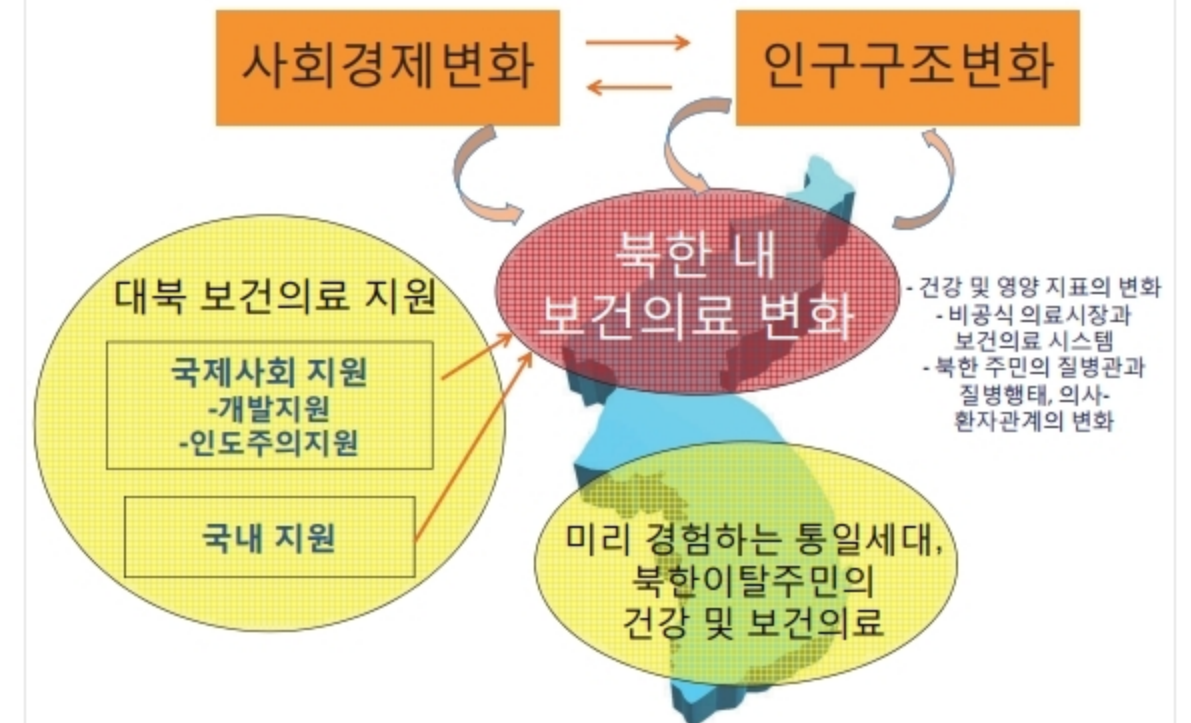 사회경제변화
인구구조변화
북한 내
보건의료 변화
대북 보건의료 지원
국제사회 지원
-개발지원
-인도주의지원
국내 지원
- 건강 및 영양 지표의 변화
- 비공식 의료시장과
보건의료 시스템
- 북한 주민의 질병관과
질병행태, 의사-
환자관계의 변화
미리 경험하는 통일세대,
북한이탈주민의
건강 및 보건의료